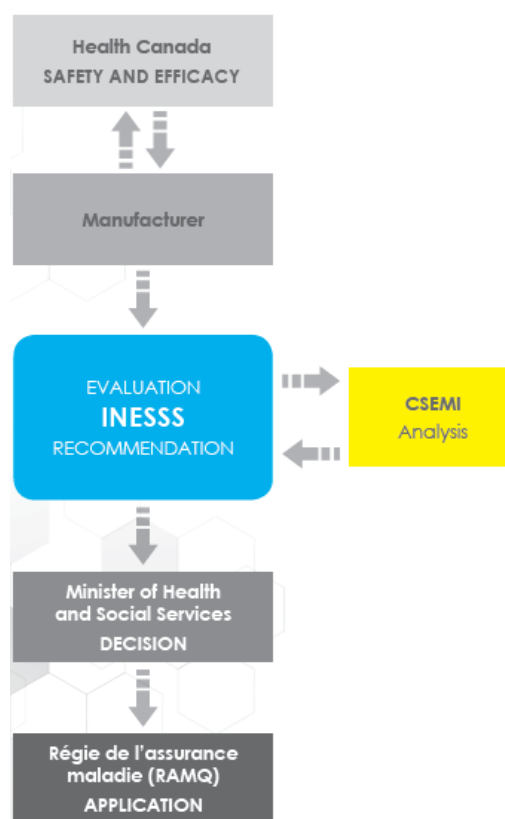 Health Canada
SAFETY AND EFFICACY
Manufacturer
EVALUATION
INESSS
RECOMMENDATION
CSEMI
Analysis
Minister of Health
and Social Services
DECISION
Régie de l'assurance
maladie (RAMQ)
APPLICATION